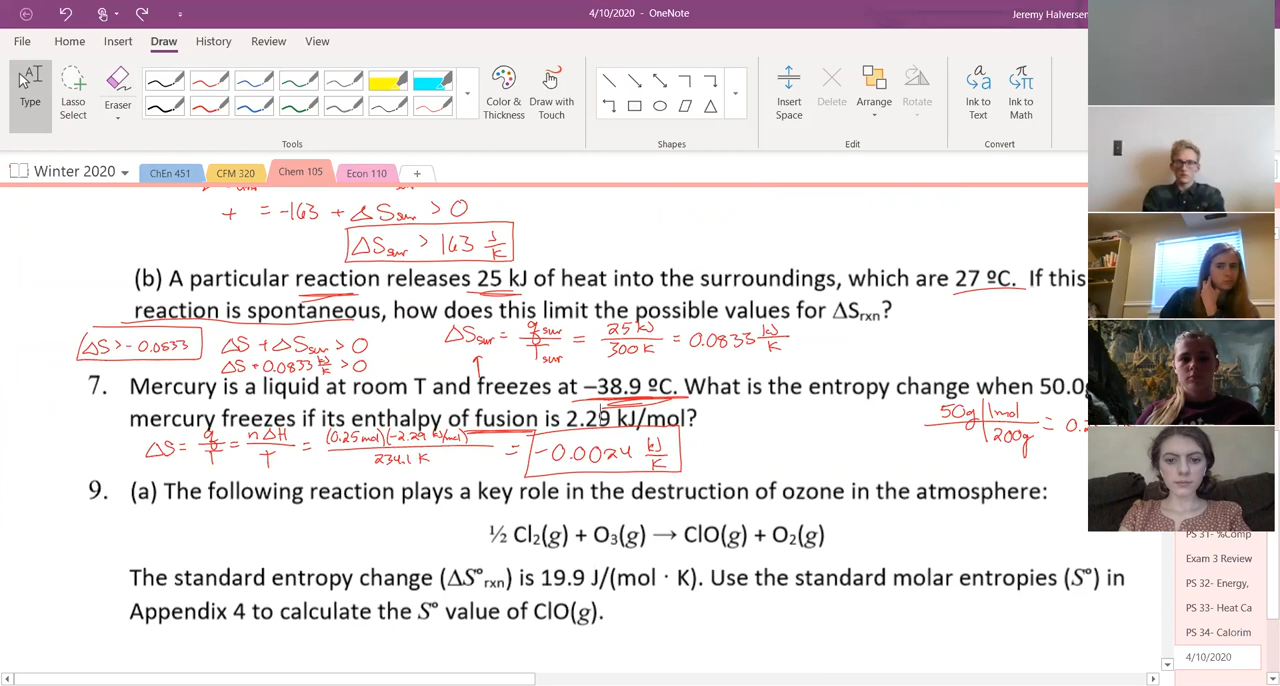 4/10/2020 - OneNote
Jeremy Halversen
File Home Insert Draw History Review View
Type
Lasso Select
Eraser
Color & Thickness
Draw with Touch
Insert Space
Delete
Arrange
Rotate
Ink to Text
Ink to Math
Tools Shapes Edit Convert
Winter 2020 ChEn 451 CFM 320 Chem 105 Econ 110 +
+ = -163 + ΔSsur > 0
ΔSsur > 163 J/K
(b) A particular reaction releases 25 kJ of heat into the surroundings, which are 27 ºC. If this
reaction is spontaneous, how does this limit the possible values for ΔSrxn?
ΔSsur = qsur/Tsur = 25 kJ/300 K = 0.0833 kJ/K
ΔS > -0.0833
ΔS + ΔSsur > 0
ΔS + 0.0833 kJ/K > 0
7. Mercury is a liquid at room T and freezes at –38.9 ºC. What is the entropy change when 50.0g
mercury freezes if its enthalpy of fusion is 2.29 kJ/mol?
50g | 1mol / 200g = 0.2
ΔS = q/T = nΔH/T = (0.25 mol)(-2.29 kJ/mol)/234.1 K = -0.0024 kJ/K
9. (a) The following reaction plays a key role in the destruction of ozone in the atmosphere:
½ Cl₂(g) + O₃(g) → ClO(g) + O₂(g)
The standard entropy change (ΔS°rxn) is 19.9 J/(mol · K). Use the standard molar entropies (S°) in
Appendix 4 to calculate the S° value of ClO(g).
PS 31- %Comp
Exam 3 Review
PS 32- Energy,
PS 33- Heat Ca
PS 34- Calorim
4/10/2020